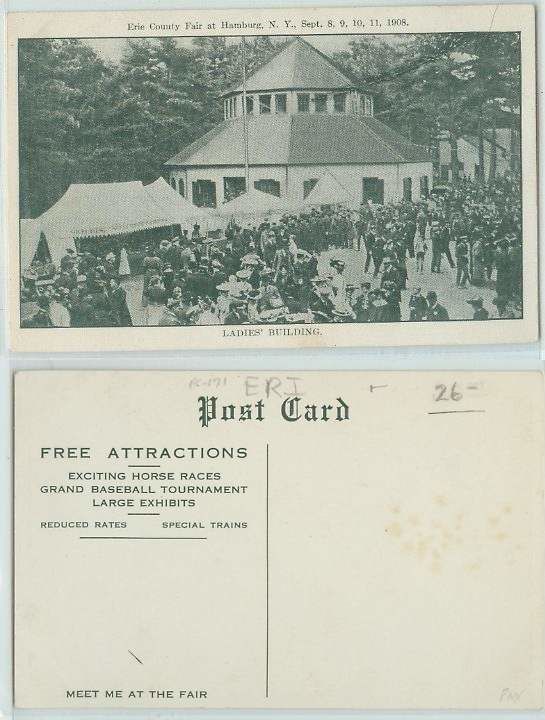 Erie County Fair at Hamburg, N. Y., Sept. 8, 9, 10, 11, 1908.
LADIES' BUILDING.
ERI
26-
Post Card
FREE ATTRACTIONS
EXCITING HORSE RACES
GRAND BASEBALL TOURNAMENT
LARGE EXHIBITS
REDUCED RATES SPECIAL TRAINS
MEET ME AT THE FAIR